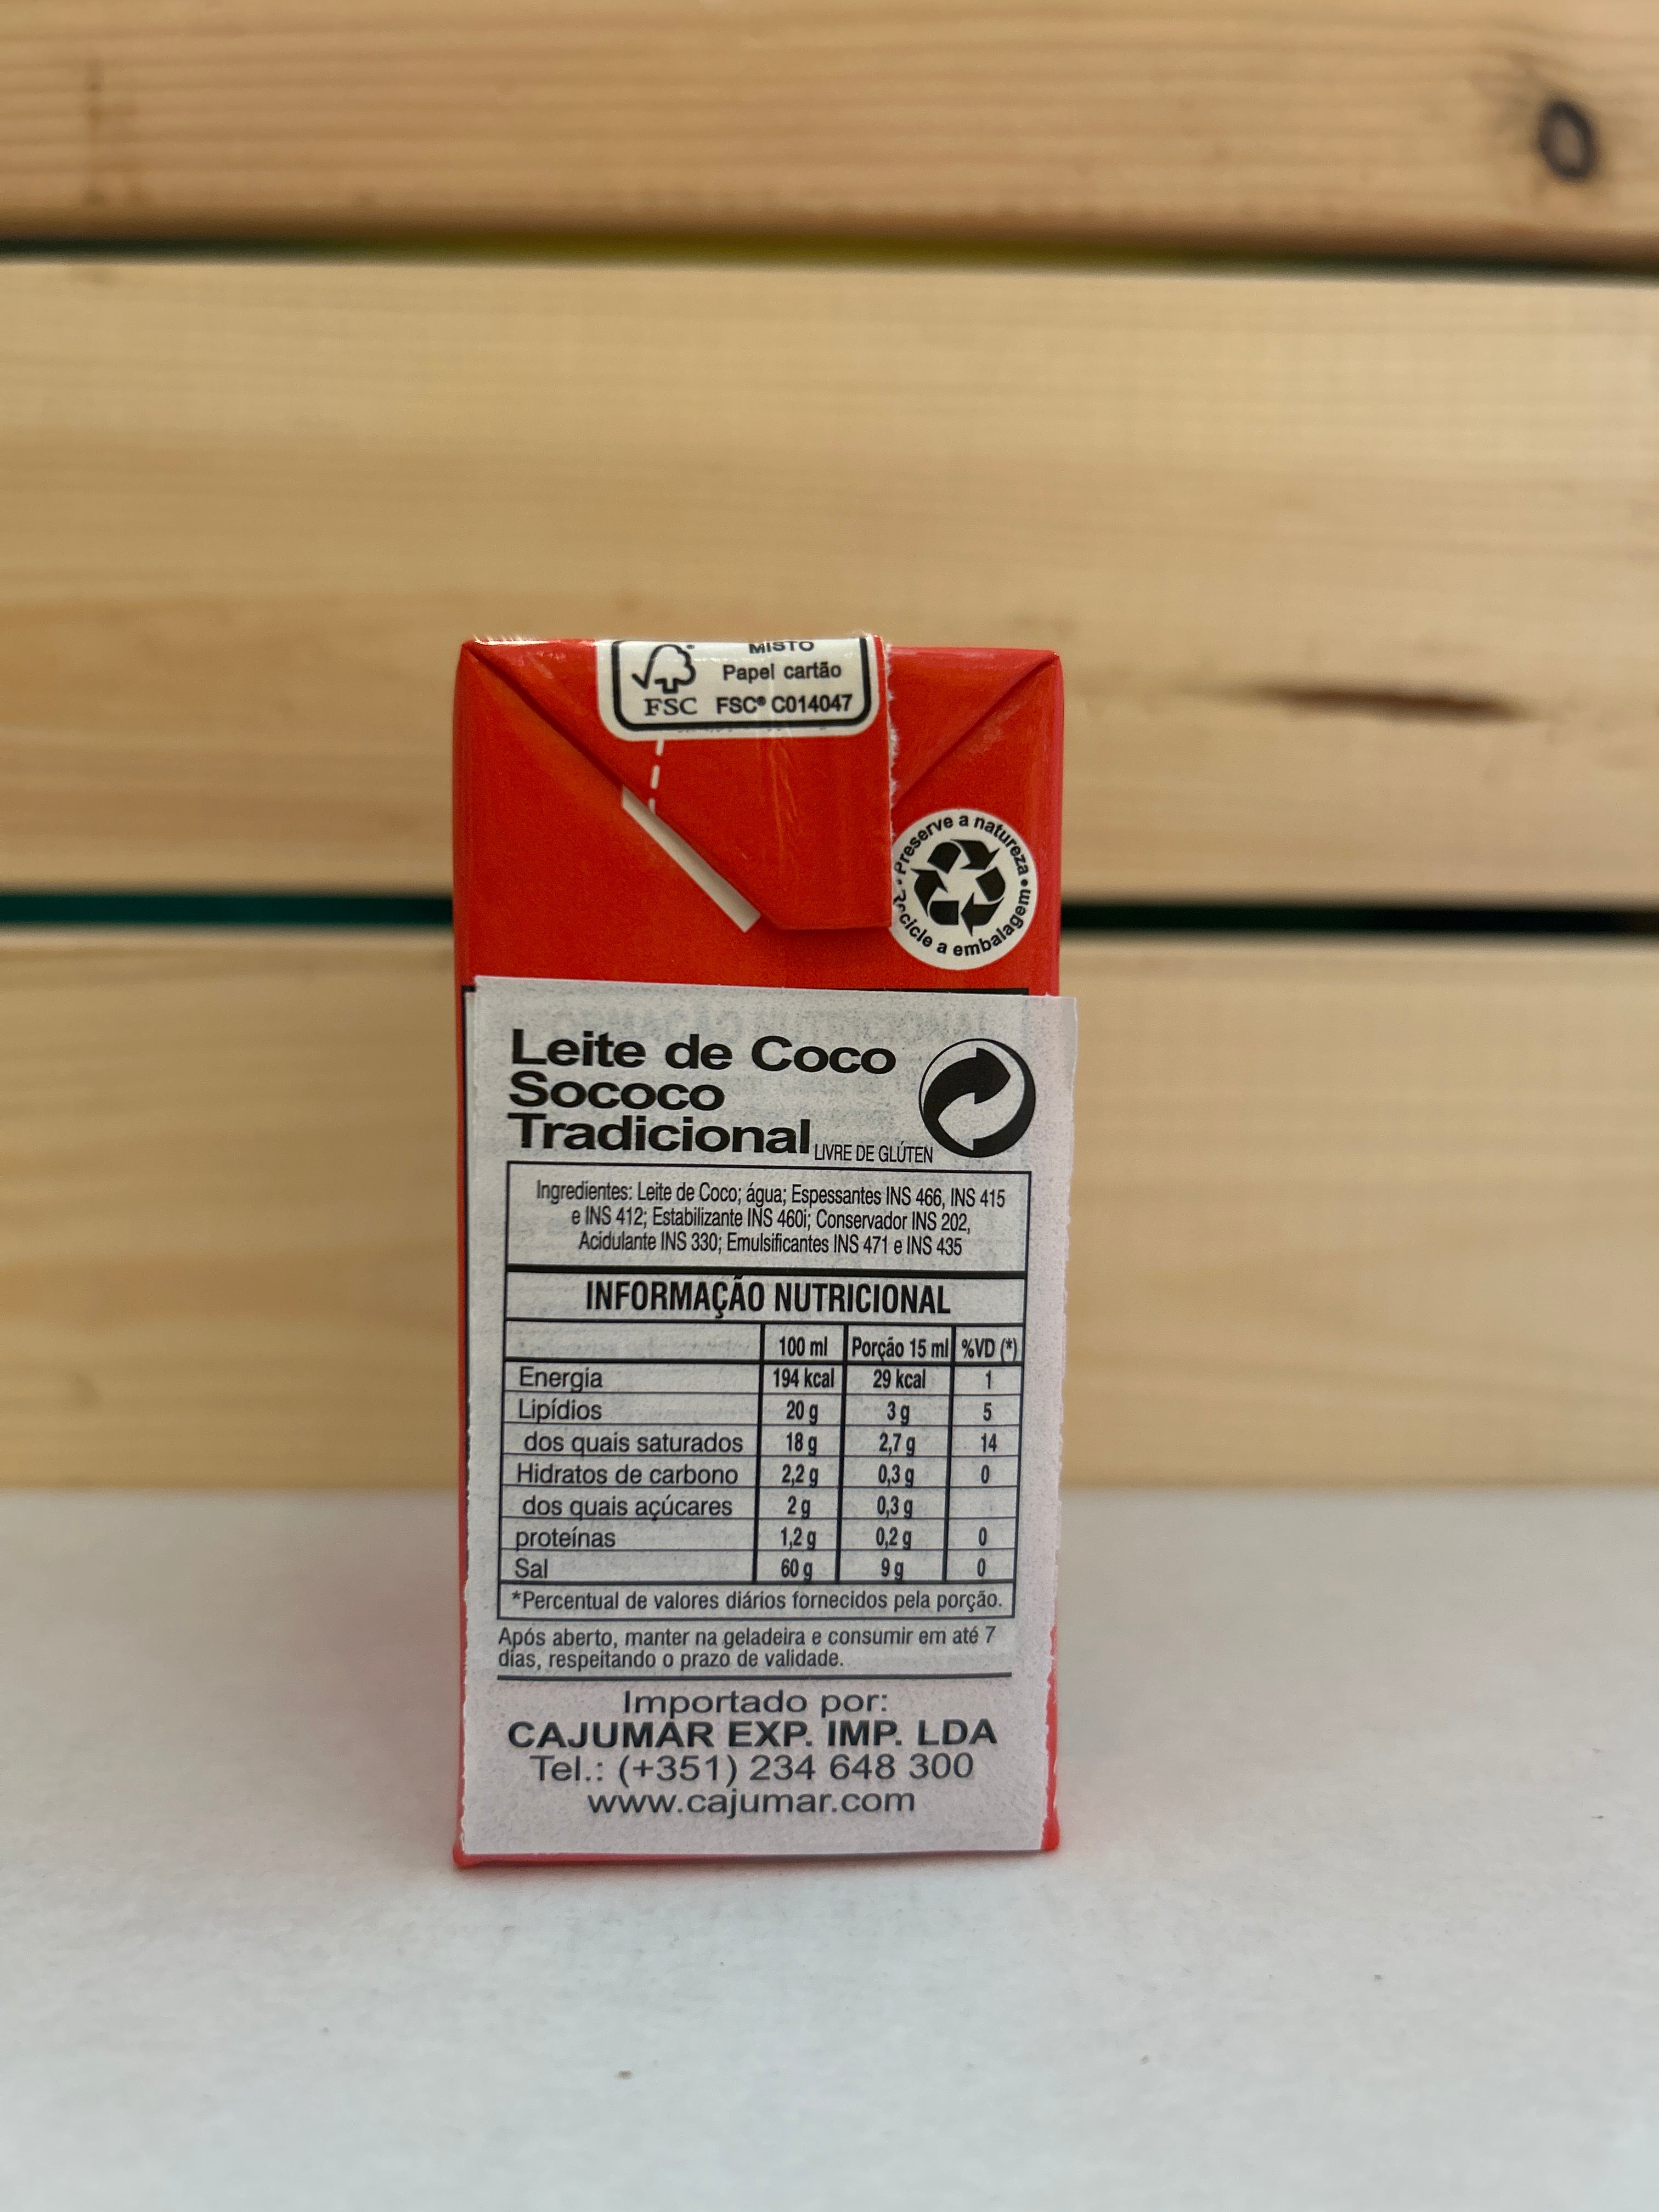 MISTO
Papel cartão
FSC FSC® C014047
Preserve a natureza • Recicle a embalagem •
Leite de Coco
Sococo
Tradicional LIVRE DE GLÚTEN
Ingredientes: Leite de Coco; água; Espessantes INS 466, INS 415
e INS 412; Estabilizante INS 460i; Conservador INS 202,
Acidulante INS 330; Emulsificantes INS 471 e INS 435
INFORMAÇÃO NUTRICIONAL
100 ml Porção 15 ml %VD (*)
Energia 194 kcal 29 kcal 1
Lipídios 20 g 3 g 5
dos quais saturados 18 g 2,7 g 14
Hidratos de carbono 2,2 g 0,3 g 0
dos quais açúcares 2 g 0,3 g
proteínas 1,2 g 0,2 g 0
Sal 60 g 9 g 0
*Percentual de valores diários fornecidos pela porção.
Após aberto, manter na geladeira e consumir em até 7
dias, respeitando o prazo de validade.
Importado por:
CAJUMAR EXP. IMP. LDA
Tel.: (+351) 234 648 300
www.cajumar.com